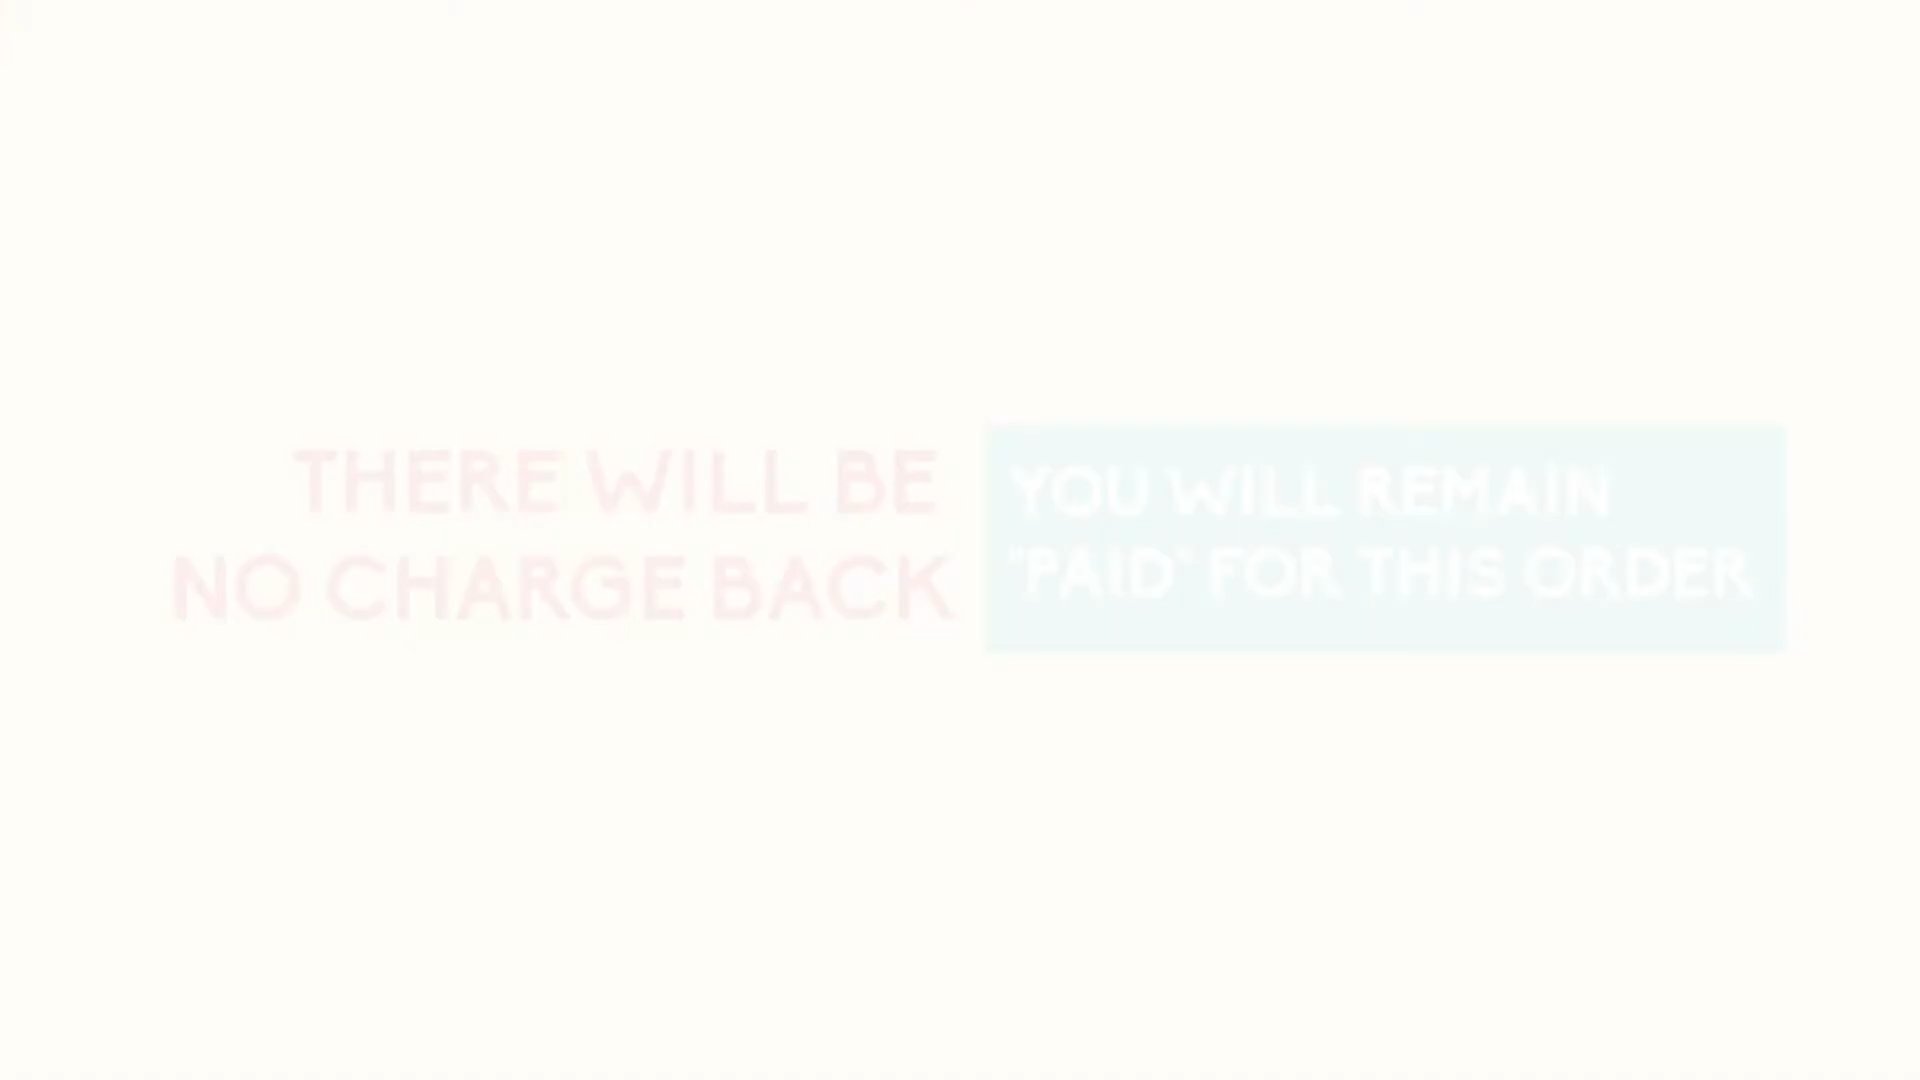 THERE WILL BE
NO CHARGE BACK
YOU WILL REMAIN
"PAID" FOR THIS ORDER